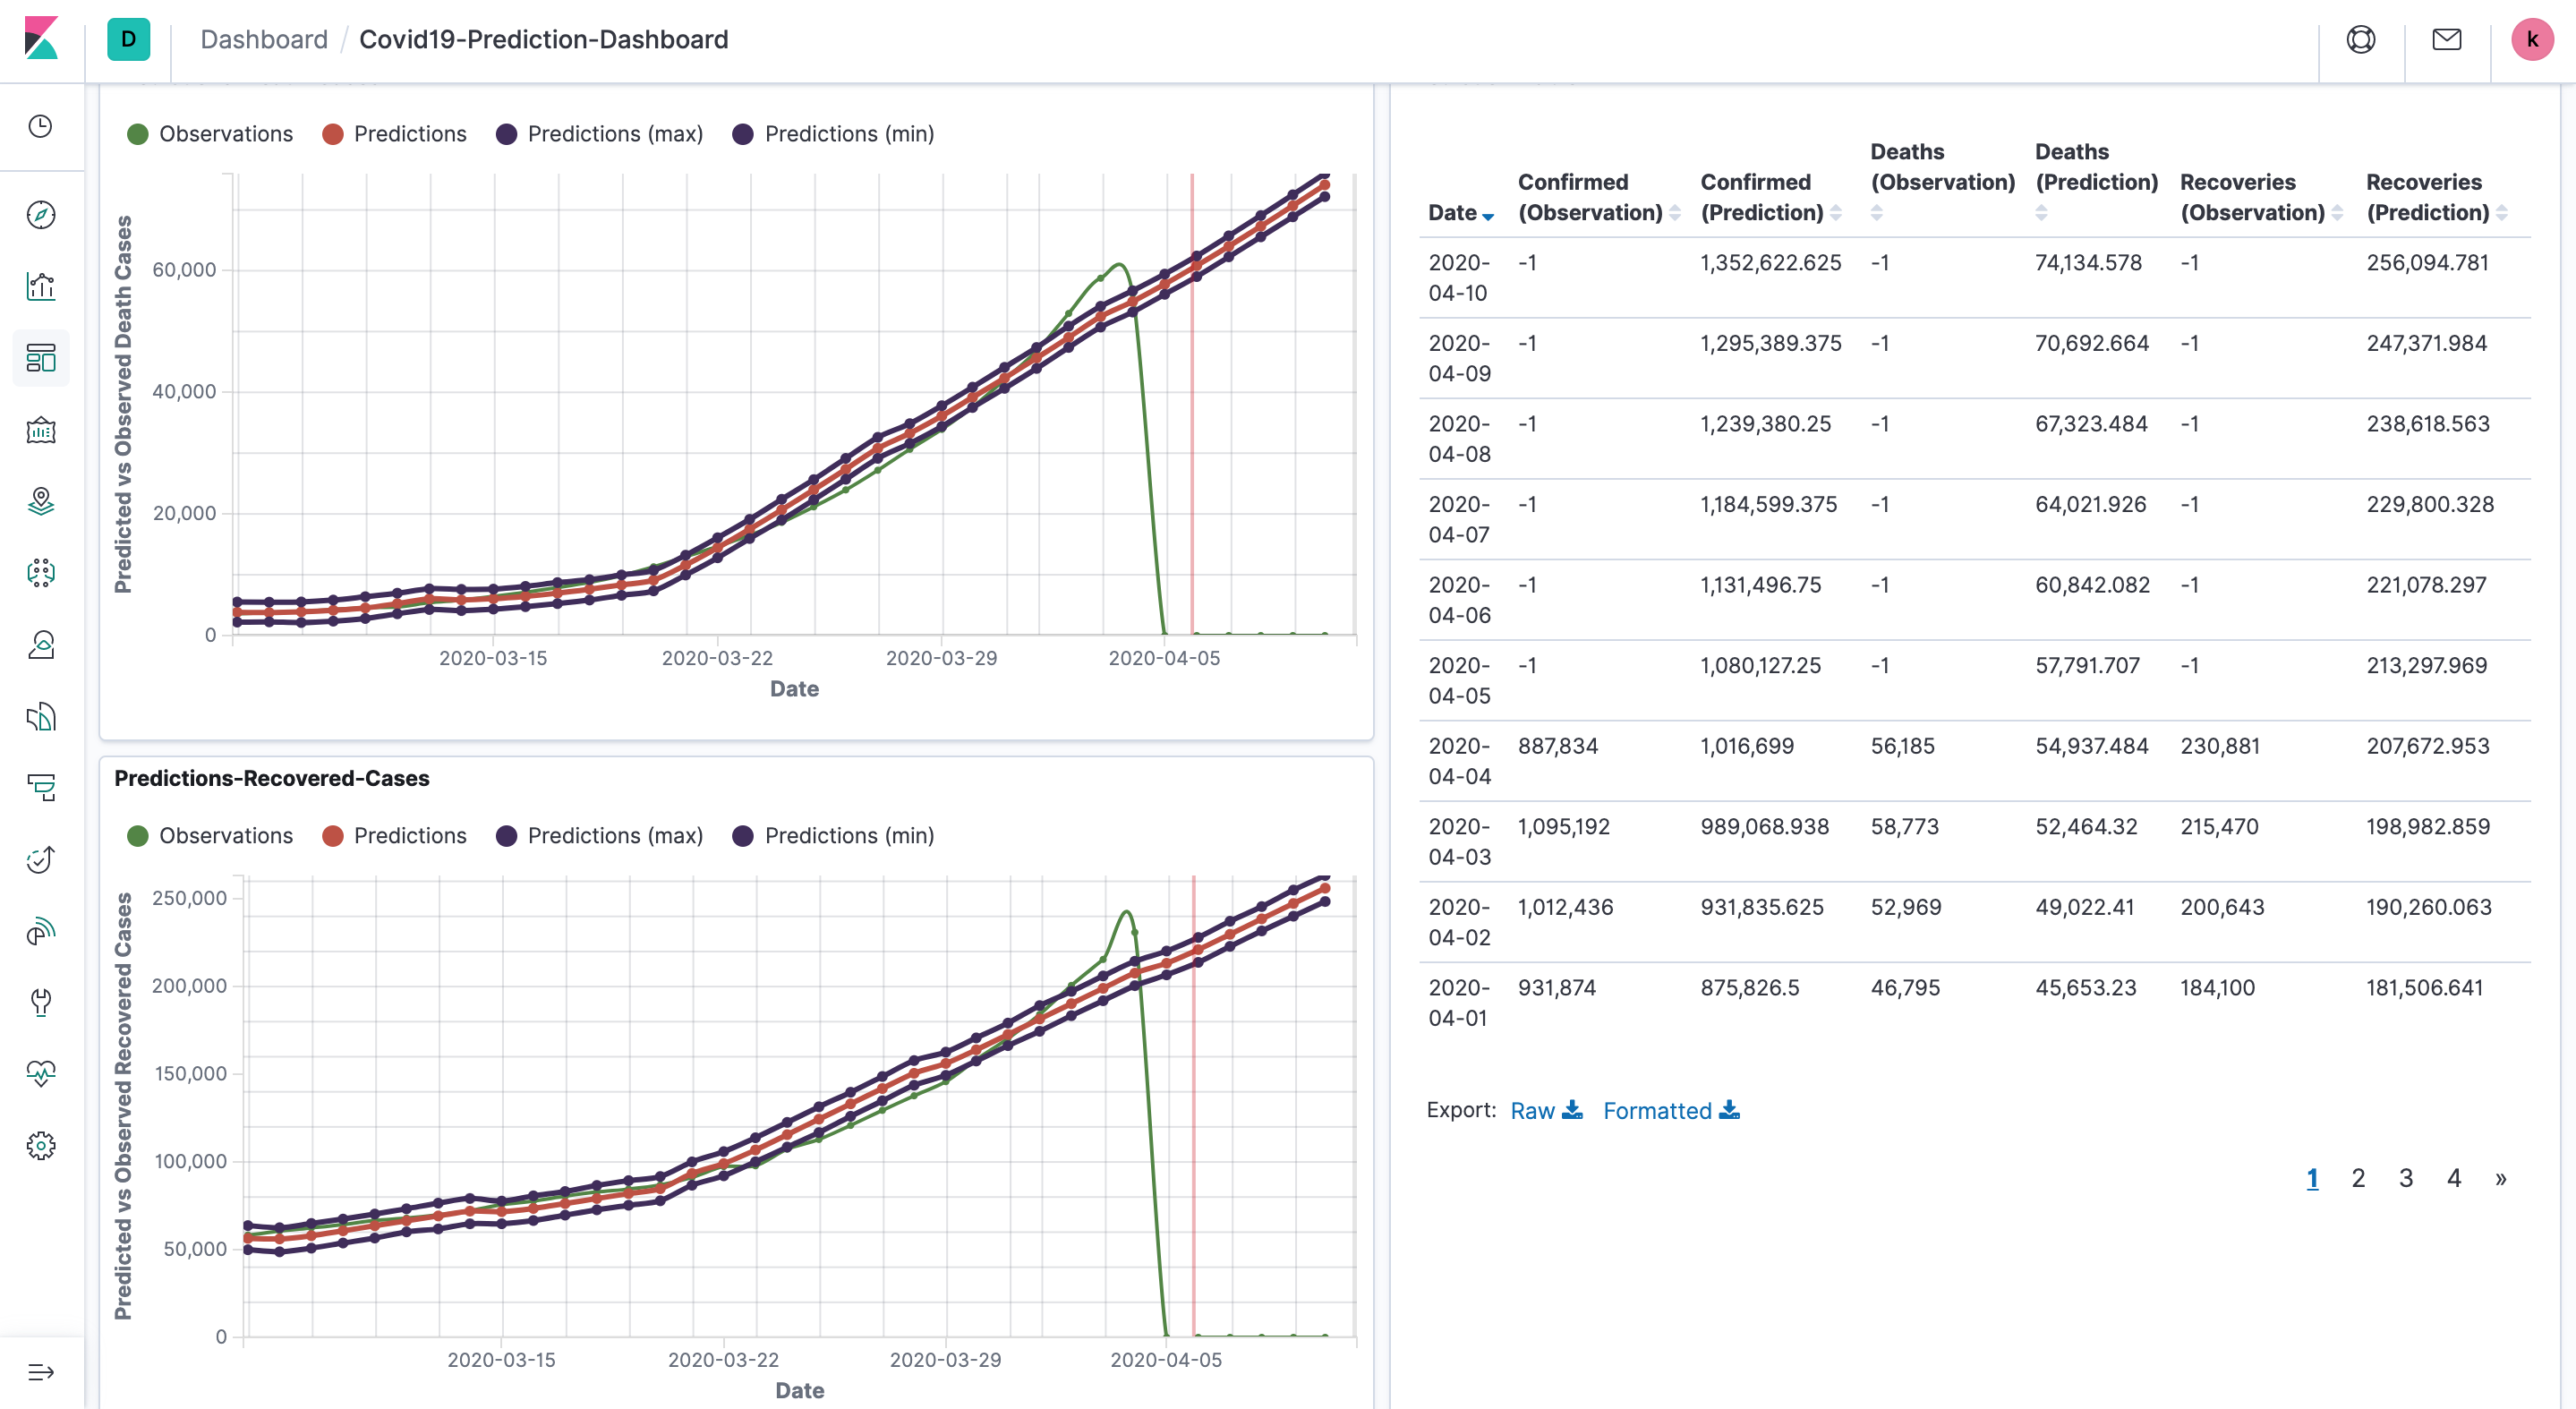 D
Dashboard / Covid19-Prediction-Dashboard
k
Observations Predictions Predictions (max) Predictions (min)
Predicted vs Observed Death Cases
60,000
40,000
20,000
0
2020-03-15 2020-03-22 2020-03-29 2020-04-05
Date
Predictions-Recovered-Cases
Observations Predictions Predictions (max) Predictions (min)
Predicted vs Observed Recovered Cases
250,000
200,000
150,000
100,000
50,000
0
2020-03-15 2020-03-22 2020-03-29 2020-04-05
Date
Date Confirmed (Observation) Confirmed (Prediction) Deaths (Observation) Deaths (Prediction) Recoveries (Observation) Recoveries (Prediction)
2020-04-10 -1 1,352,622.625 -1 74,134.578 -1 256,094.781
2020-04-09 -1 1,295,389.375 -1 70,692.664 -1 247,371.984
2020-04-08 -1 1,239,380.25 -1 67,323.484 -1 238,618.563
2020-04-07 -1 1,184,599.375 -1 64,021.926 -1 229,800.328
2020-04-06 -1 1,131,496.75 -1 60,842.082 -1 221,078.297
2020-04-05 -1 1,080,127.25 -1 57,791.707 -1 213,297.969
2020-04-04 887,834 1,016,699 56,185 54,937.484 230,881 207,672.953
2020-04-03 1,095,192 989,068.938 58,773 52,464.32 215,470 198,982.859
2020-04-02 1,012,436 931,835.625 52,969 49,022.41 200,643 190,260.063
2020-04-01 931,874 875,826.5 46,795 45,653.23 184,100 181,506.641
Export: Raw Formatted
1 2 3 4 »